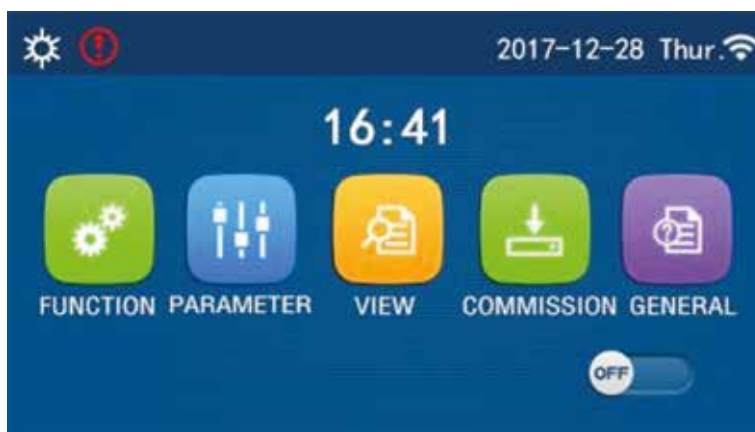 2017-12-28 Thur.
16:41
FUNCTION PARAMETER VIEW COMMISSION GENERAL
OFF